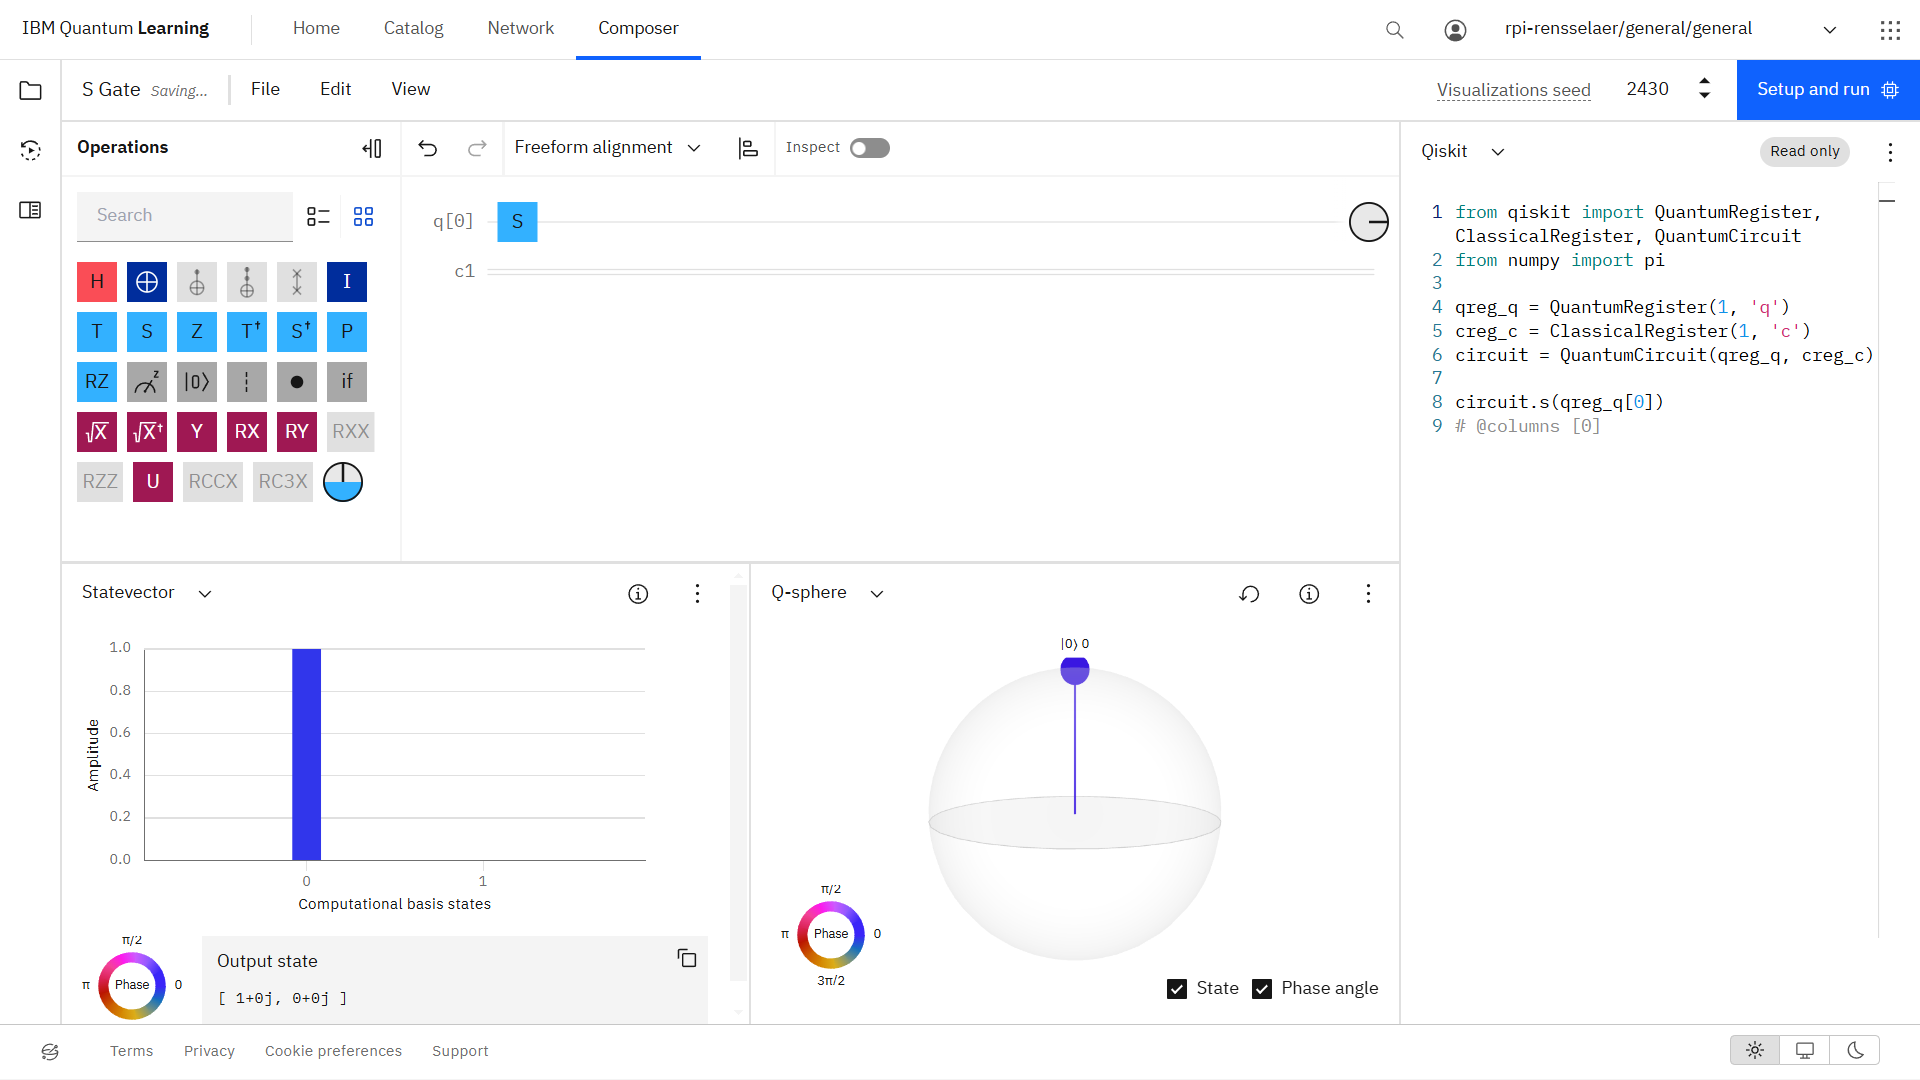 IBM Quantum Learning Home Catalog Network Composer rpi-rensselaer/general/general
S Gate Saving... File Edit View Visualizations seed 2430 Setup and run
Operations Freeform alignment Inspect
Search
H I
T S Z T† S† P
RZ z |0⟩ if
√X √X† Y RX RY RXX
RZZ U RCCX RC3X
q[0] S
c1
Qiskit Read only
1 from qiskit import QuantumRegister,
ClassicalRegister, QuantumCircuit
2 from numpy import pi
3
4 qreg_q = QuantumRegister(1, 'q')
5 creg_c = ClassicalRegister(1, 'c')
6 circuit = QuantumCircuit(qreg_q, creg_c)
7
8 circuit.s(qreg_q[0])
9 # @columns [0]
Statevector
1.0
0.8
0.6
0.4
0.2
0.0
Amplitude
0 1
Computational basis states
π/2
π Phase 0
Output state
[ 1+0j, 0+0j ]
Q-sphere
|0⟩ 0
π/2
π Phase 0
3π/2
State Phase angle
Terms Privacy Cookie preferences Support